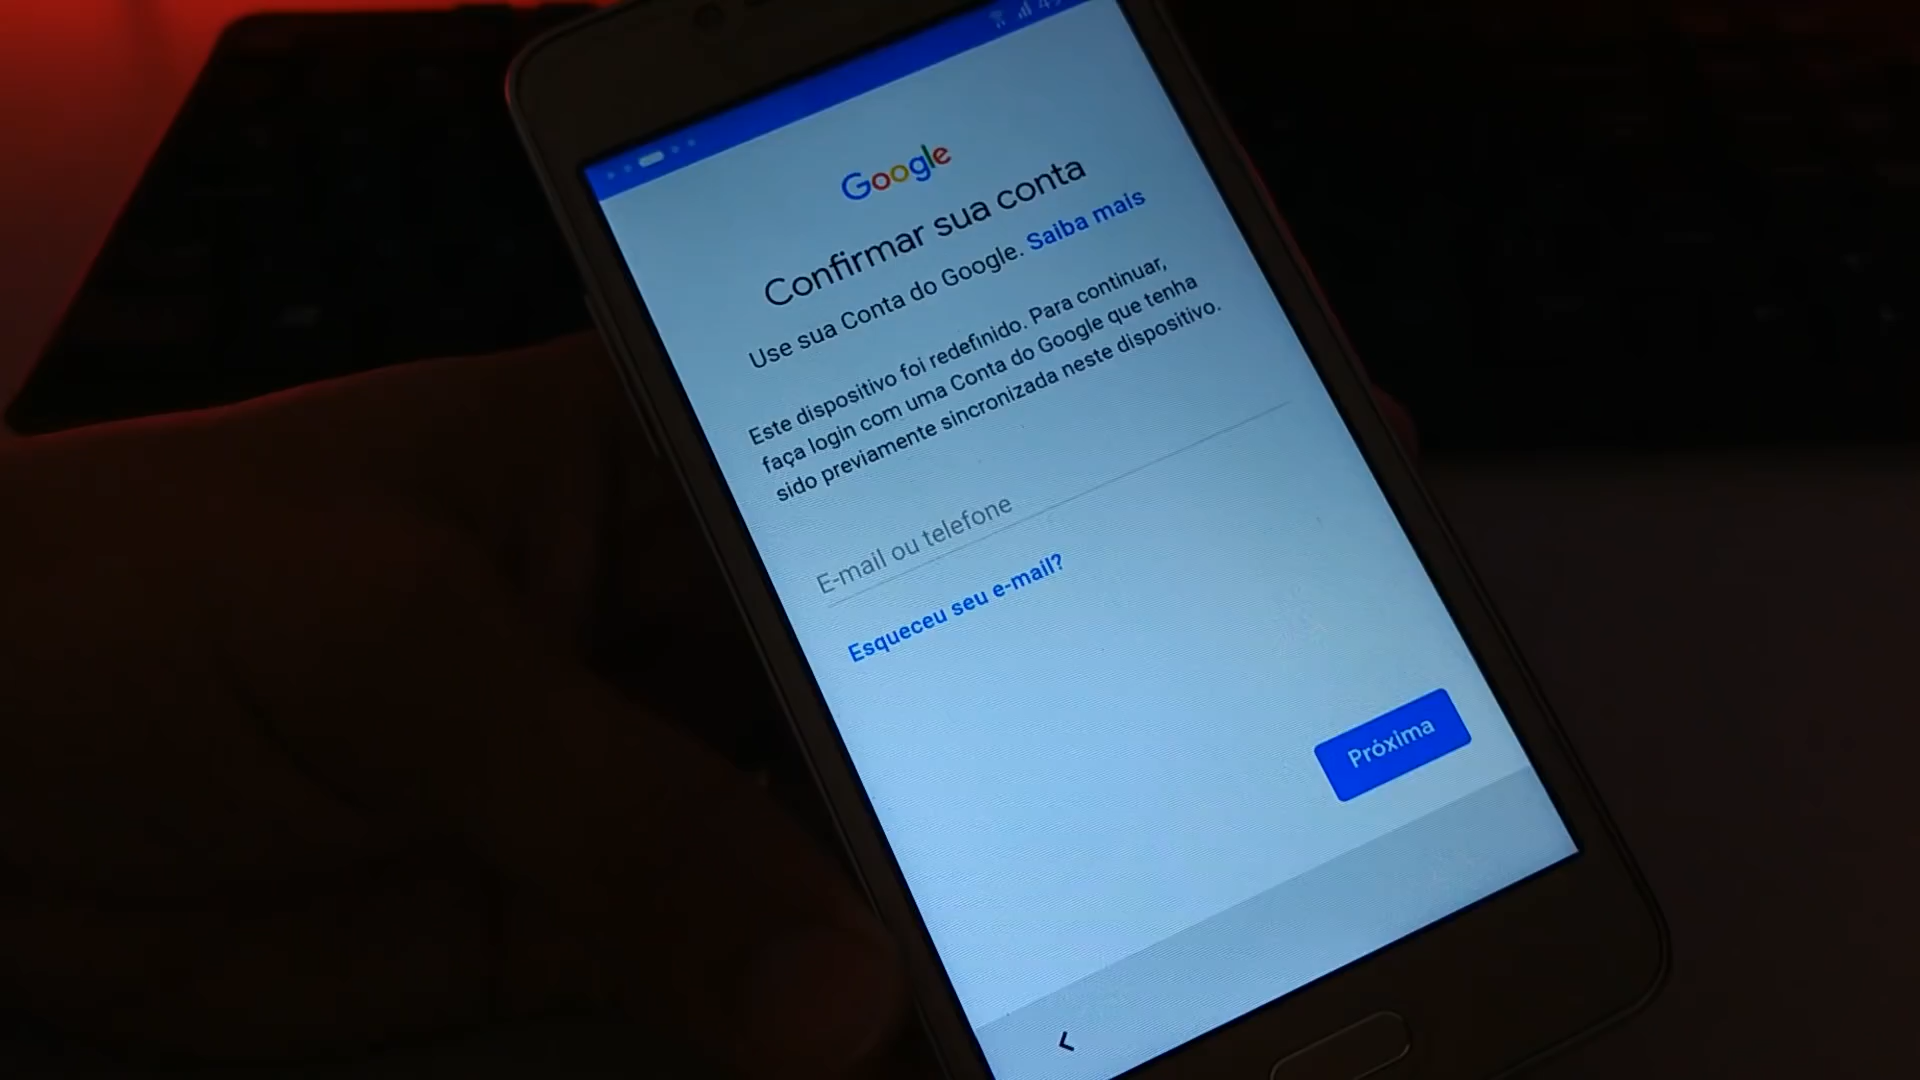 Google
Confirmar sua conta
Use sua Conta do Google. Saiba mais
Este dispositivo foi redefinido. Para continuar,
faça login com uma Conta do Google que tenha
sido previamente sincronizada neste dispositivo.
E-mail ou telefone
Esqueceu seu e-mail?
Próxima